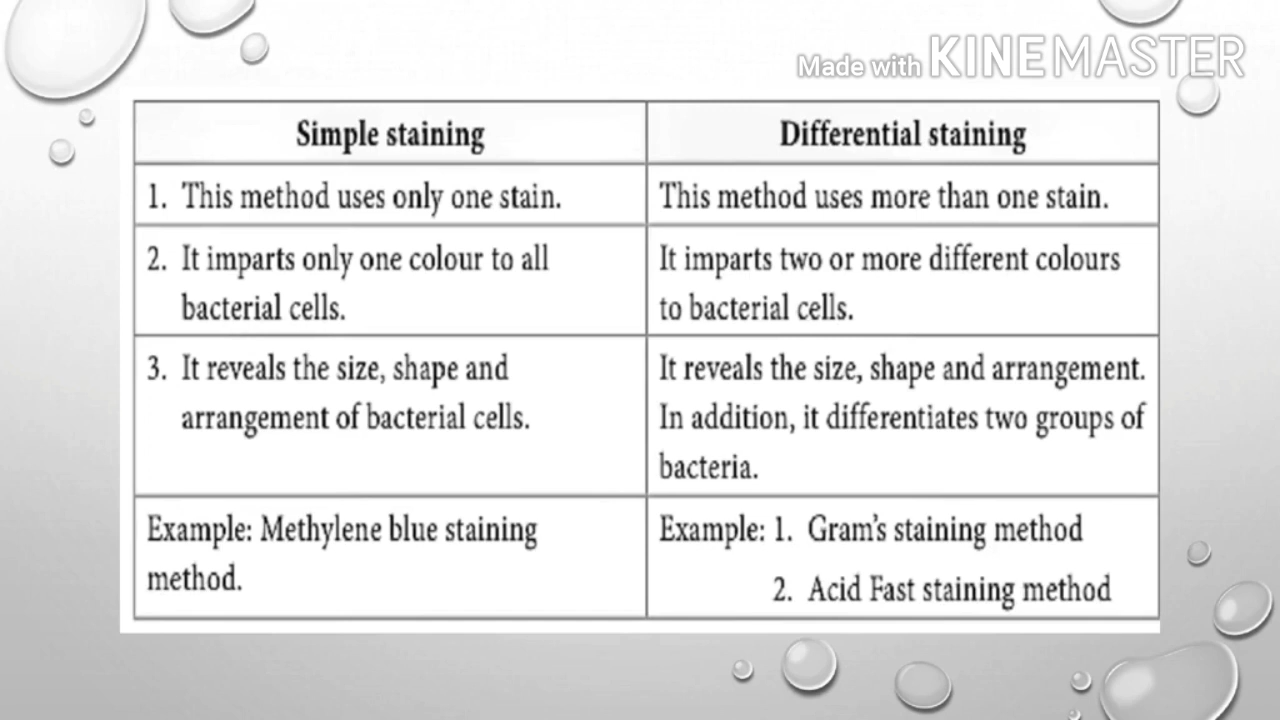 Made with KINEMASTER
Simple staining
Differential staining
1. This method uses only one stain.
This method uses more than one stain.
2. It imparts only one colour to all
bacterial cells.
It imparts two or more different colours
to bacterial cells.
3. It reveals the size, shape and
arrangement of bacterial cells.
It reveals the size, shape and arrangement.
In addition, it differentiates two groups of
bacteria.
Example: Methylene blue staining
method.
Example: 1. Gram's staining method
2. Acid Fast staining method